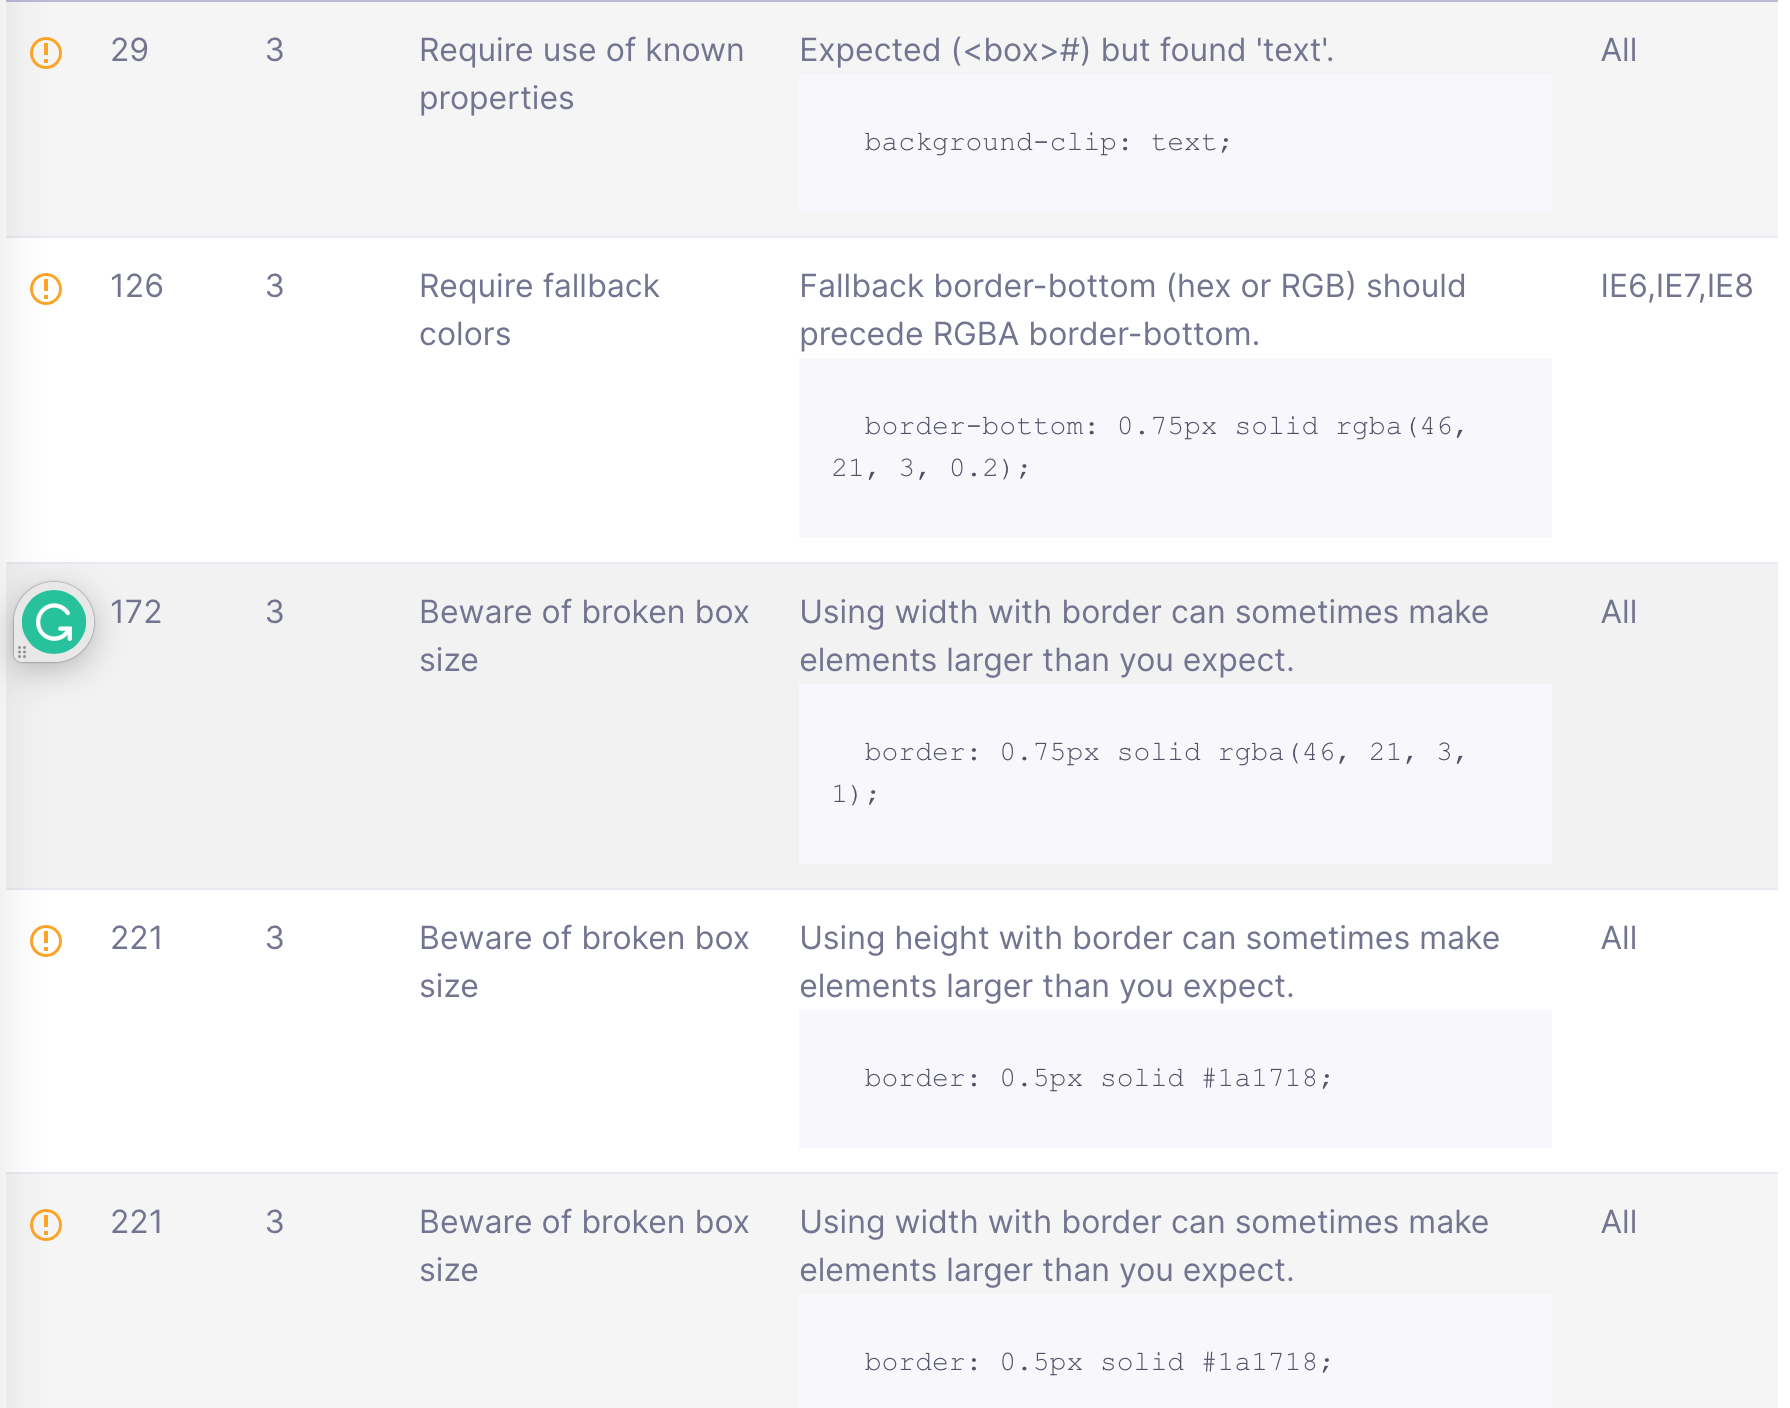 29 3 Require use of known Expected (<box>#) but found 'text'. All
properties
background-clip: text;
126 3 Require fallback Fallback border-bottom (hex or RGB) should IE6,IE7,IE8
colors precede RGBA border-bottom.
border-bottom: 0.75px solid rgba(46,
21, 3, 0.2);
172 3 Beware of broken box Using width with border can sometimes make All
size elements larger than you expect.
border: 0.75px solid rgba(46, 21, 3,
1);
221 3 Beware of broken box Using height with border can sometimes make All
size elements larger than you expect.
border: 0.5px solid #1a1718;
221 3 Beware of broken box Using width with border can sometimes make All
size elements larger than you expect.
border: 0.5px solid #1a1718;